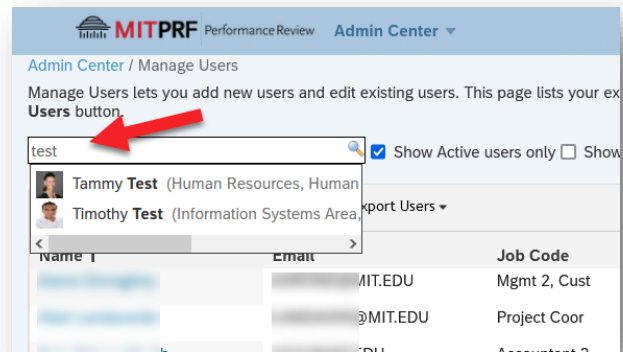 MITPRF Performance Review Admin Center
Admin Center / Manage Users
Manage Users lets you add new users and edit existing users. This page lists your ex
Users button.
test Show Active users only Show
Tammy Test (Human Resources, Human
Timothy Test (Information Systems Area,
xport Users
Name Email Job Code
MIT.EDU Mgmt 2, Cust
@MIT.EDU Project Coor
Accountant 2